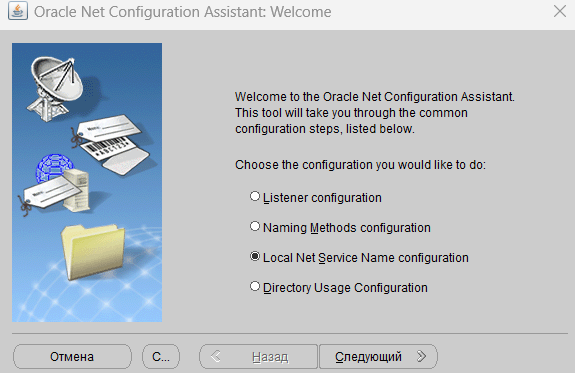 Oracle Net Configuration Assistant: Welcome
Welcome to the Oracle Net Configuration Assistant.
This tool will take you through the common
configuration steps, listed below.
Choose the configuration you would like to do:
Listener configuration
Naming Methods configuration
Local Net Service Name configuration
Directory Usage Configuration
Отмена
С...
Назад
Следующий